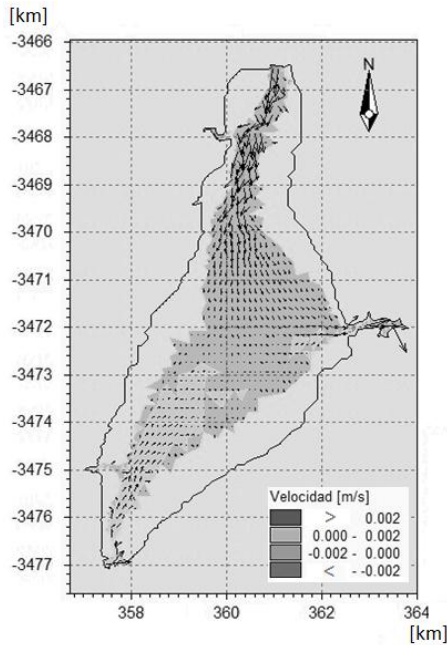 [km]
-3466
-3467
-3468
-3469
-3470
-3471
-3472
-3473
-3474
-3475
-3476
-3477
N
Velocidad [m/s]
> 0.002
0.000 - 0.002
-0.002 - 0.000
< - -0.002
358 360 362 364
[km]